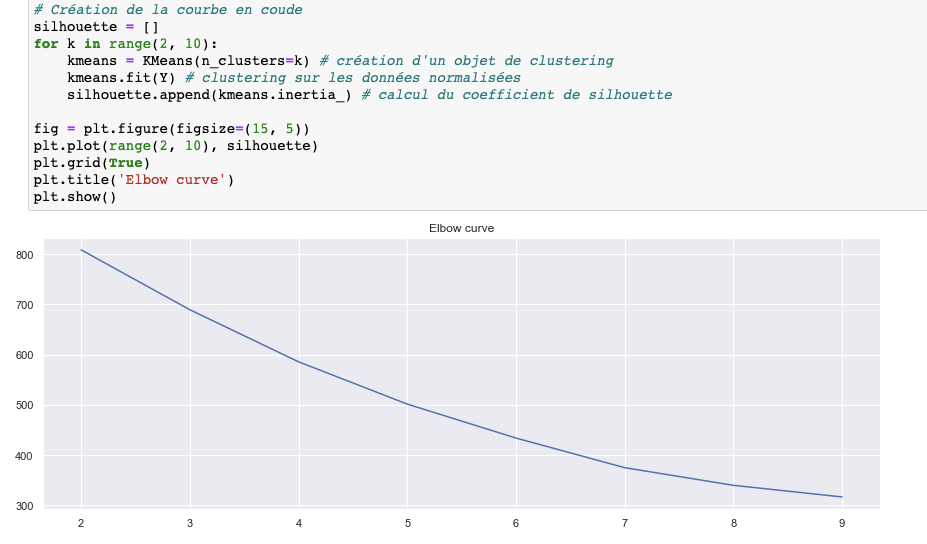 # Création de la courbe en coude
silhouette = []
for k in range(2, 10):
    kmeans = KMeans(n_clusters=k) # création d'un objet de clustering
    kmeans.fit(Y) # clustering sur les données normalisées
    silhouette.append(kmeans.inertia_) # calcul du coefficient de silhouette
fig = plt.figure(figsize=(15, 5))
plt.plot(range(2, 10), silhouette)
plt.grid(True)
plt.title('Elbow curve')
plt.show()
Elbow curve
800
700
600
500
400
300
2 3 4 5 6 7 8 9